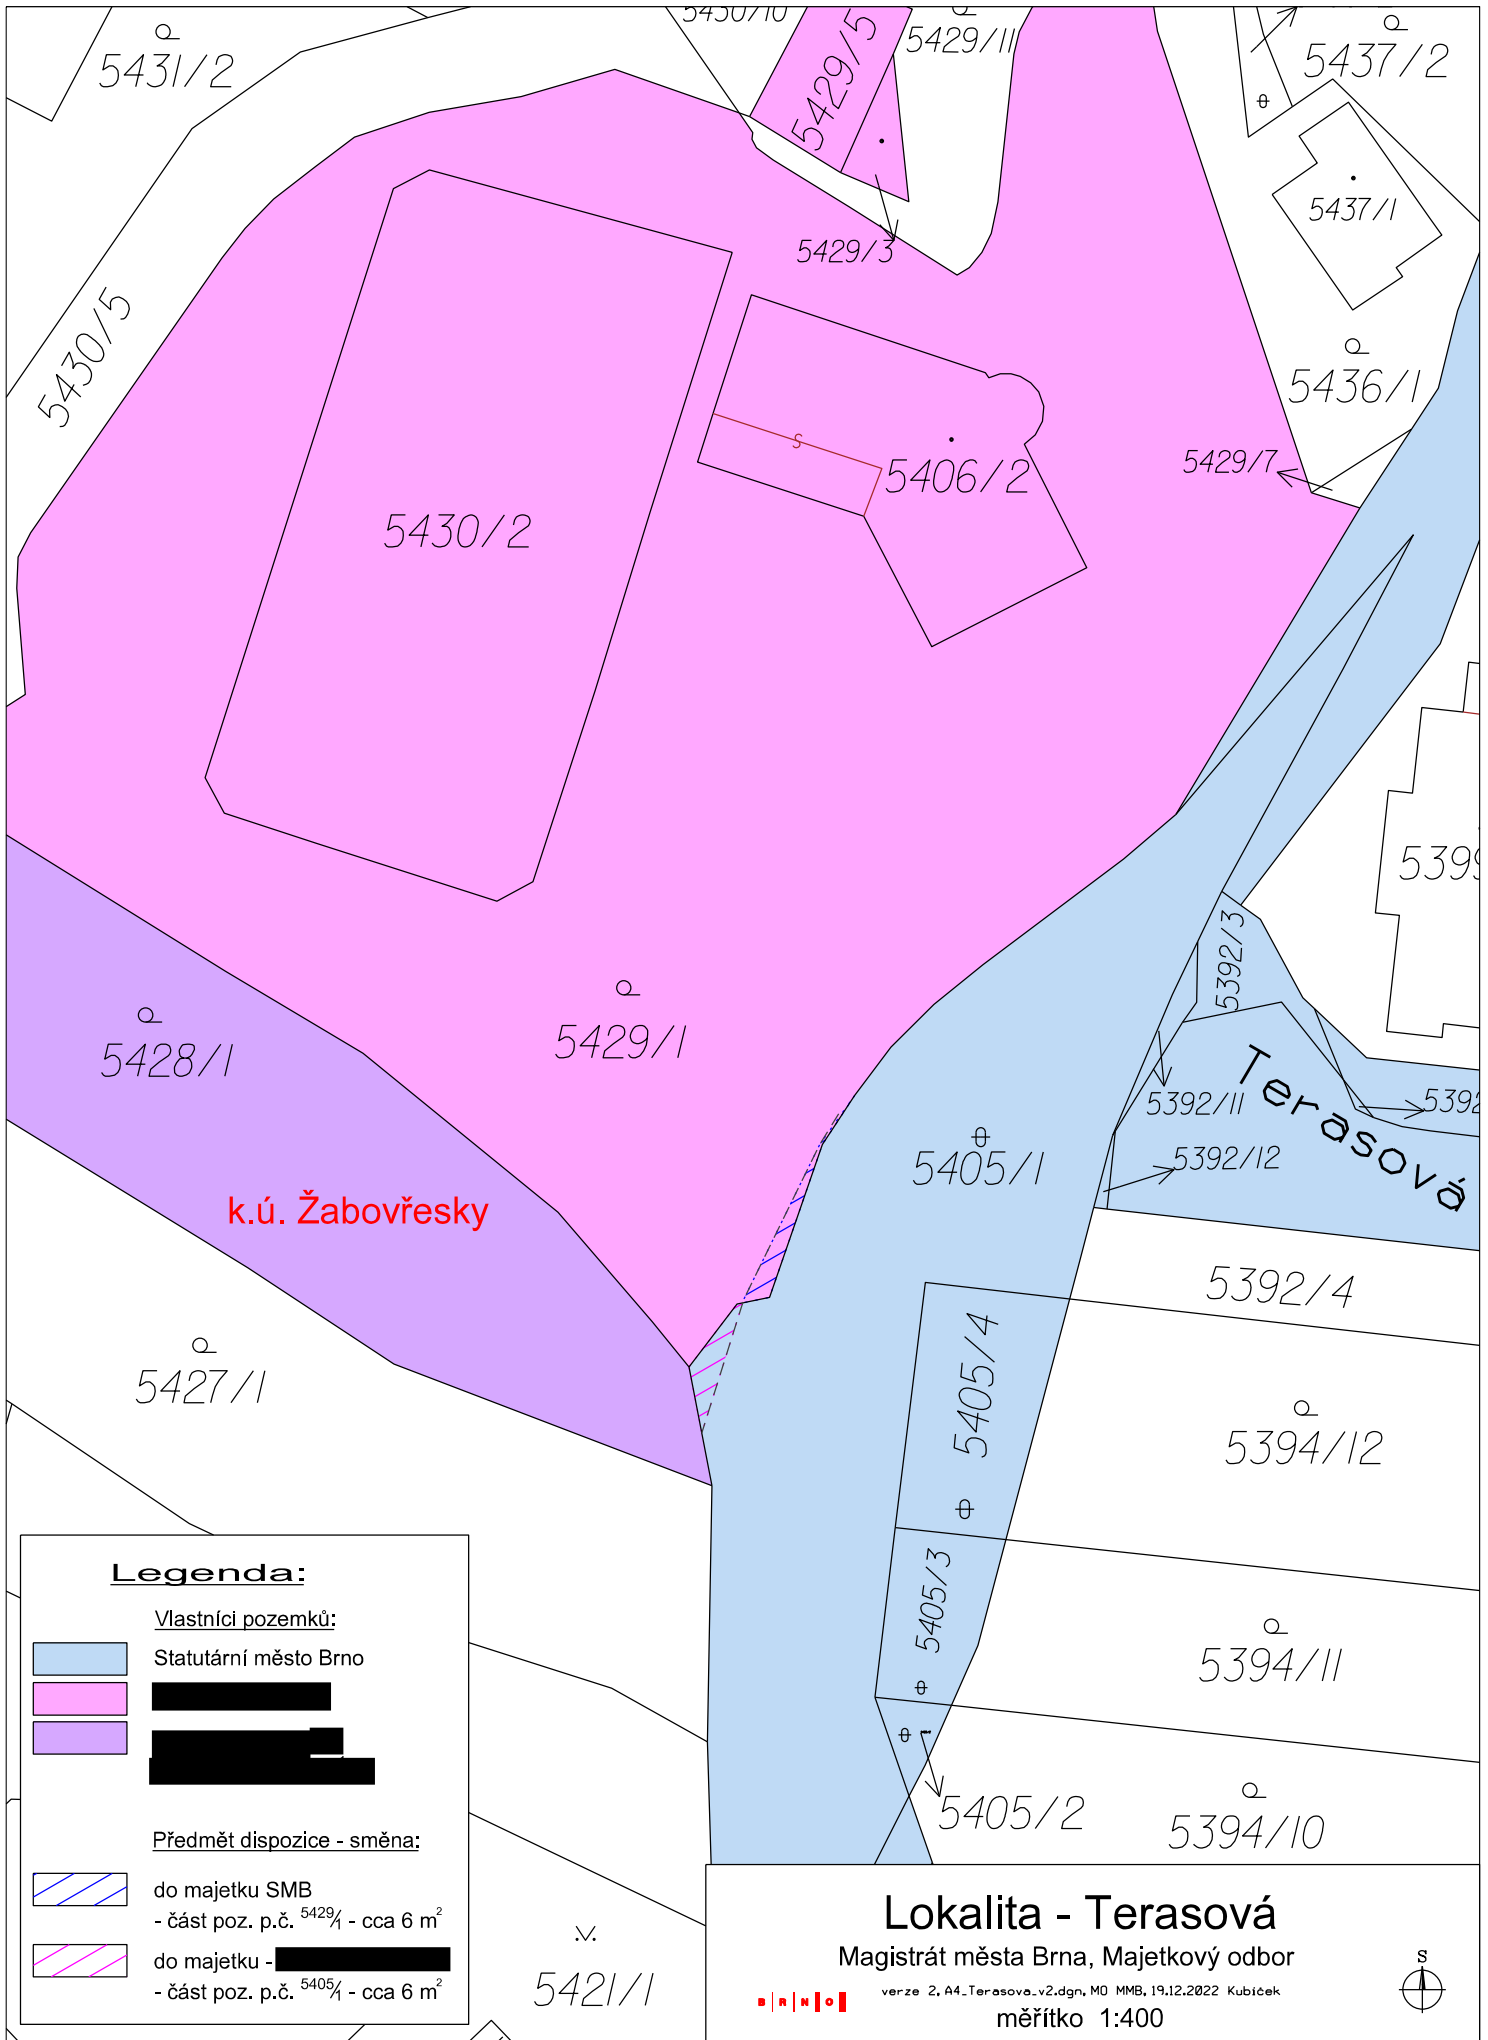 5431/2
5430/10
5429/5
5429/11
5437/2
5437/1
5429/3
5430/5
5436/1
5429/7
5406/2
S
5430/2
5392/3
5428/1
5429/1
5392/11
Terasová
5405/1
5392/12
k.ú. Žabovřesky
5392/4
5405/4
5427/1
5394/12
5405/3
5394/11
5405/2
5394/10
5421/1
Legenda:
Vlastníci pozemků:
Statutární město Brno
Předmět dispozice - směna:
do majetku SMB
- část poz. p.č. 5429/1 - cca 6 m²
do majetku -
- část poz. p.č. 5405/1 - cca 6 m²
Lokalita - Terasová
Magistrát města Brna, Majetkový odbor
verze 2, A4_Terasova_v2.dgn, MO MMB, 19.12.2022 Kubíček
BRNO
měřítko 1:400
S